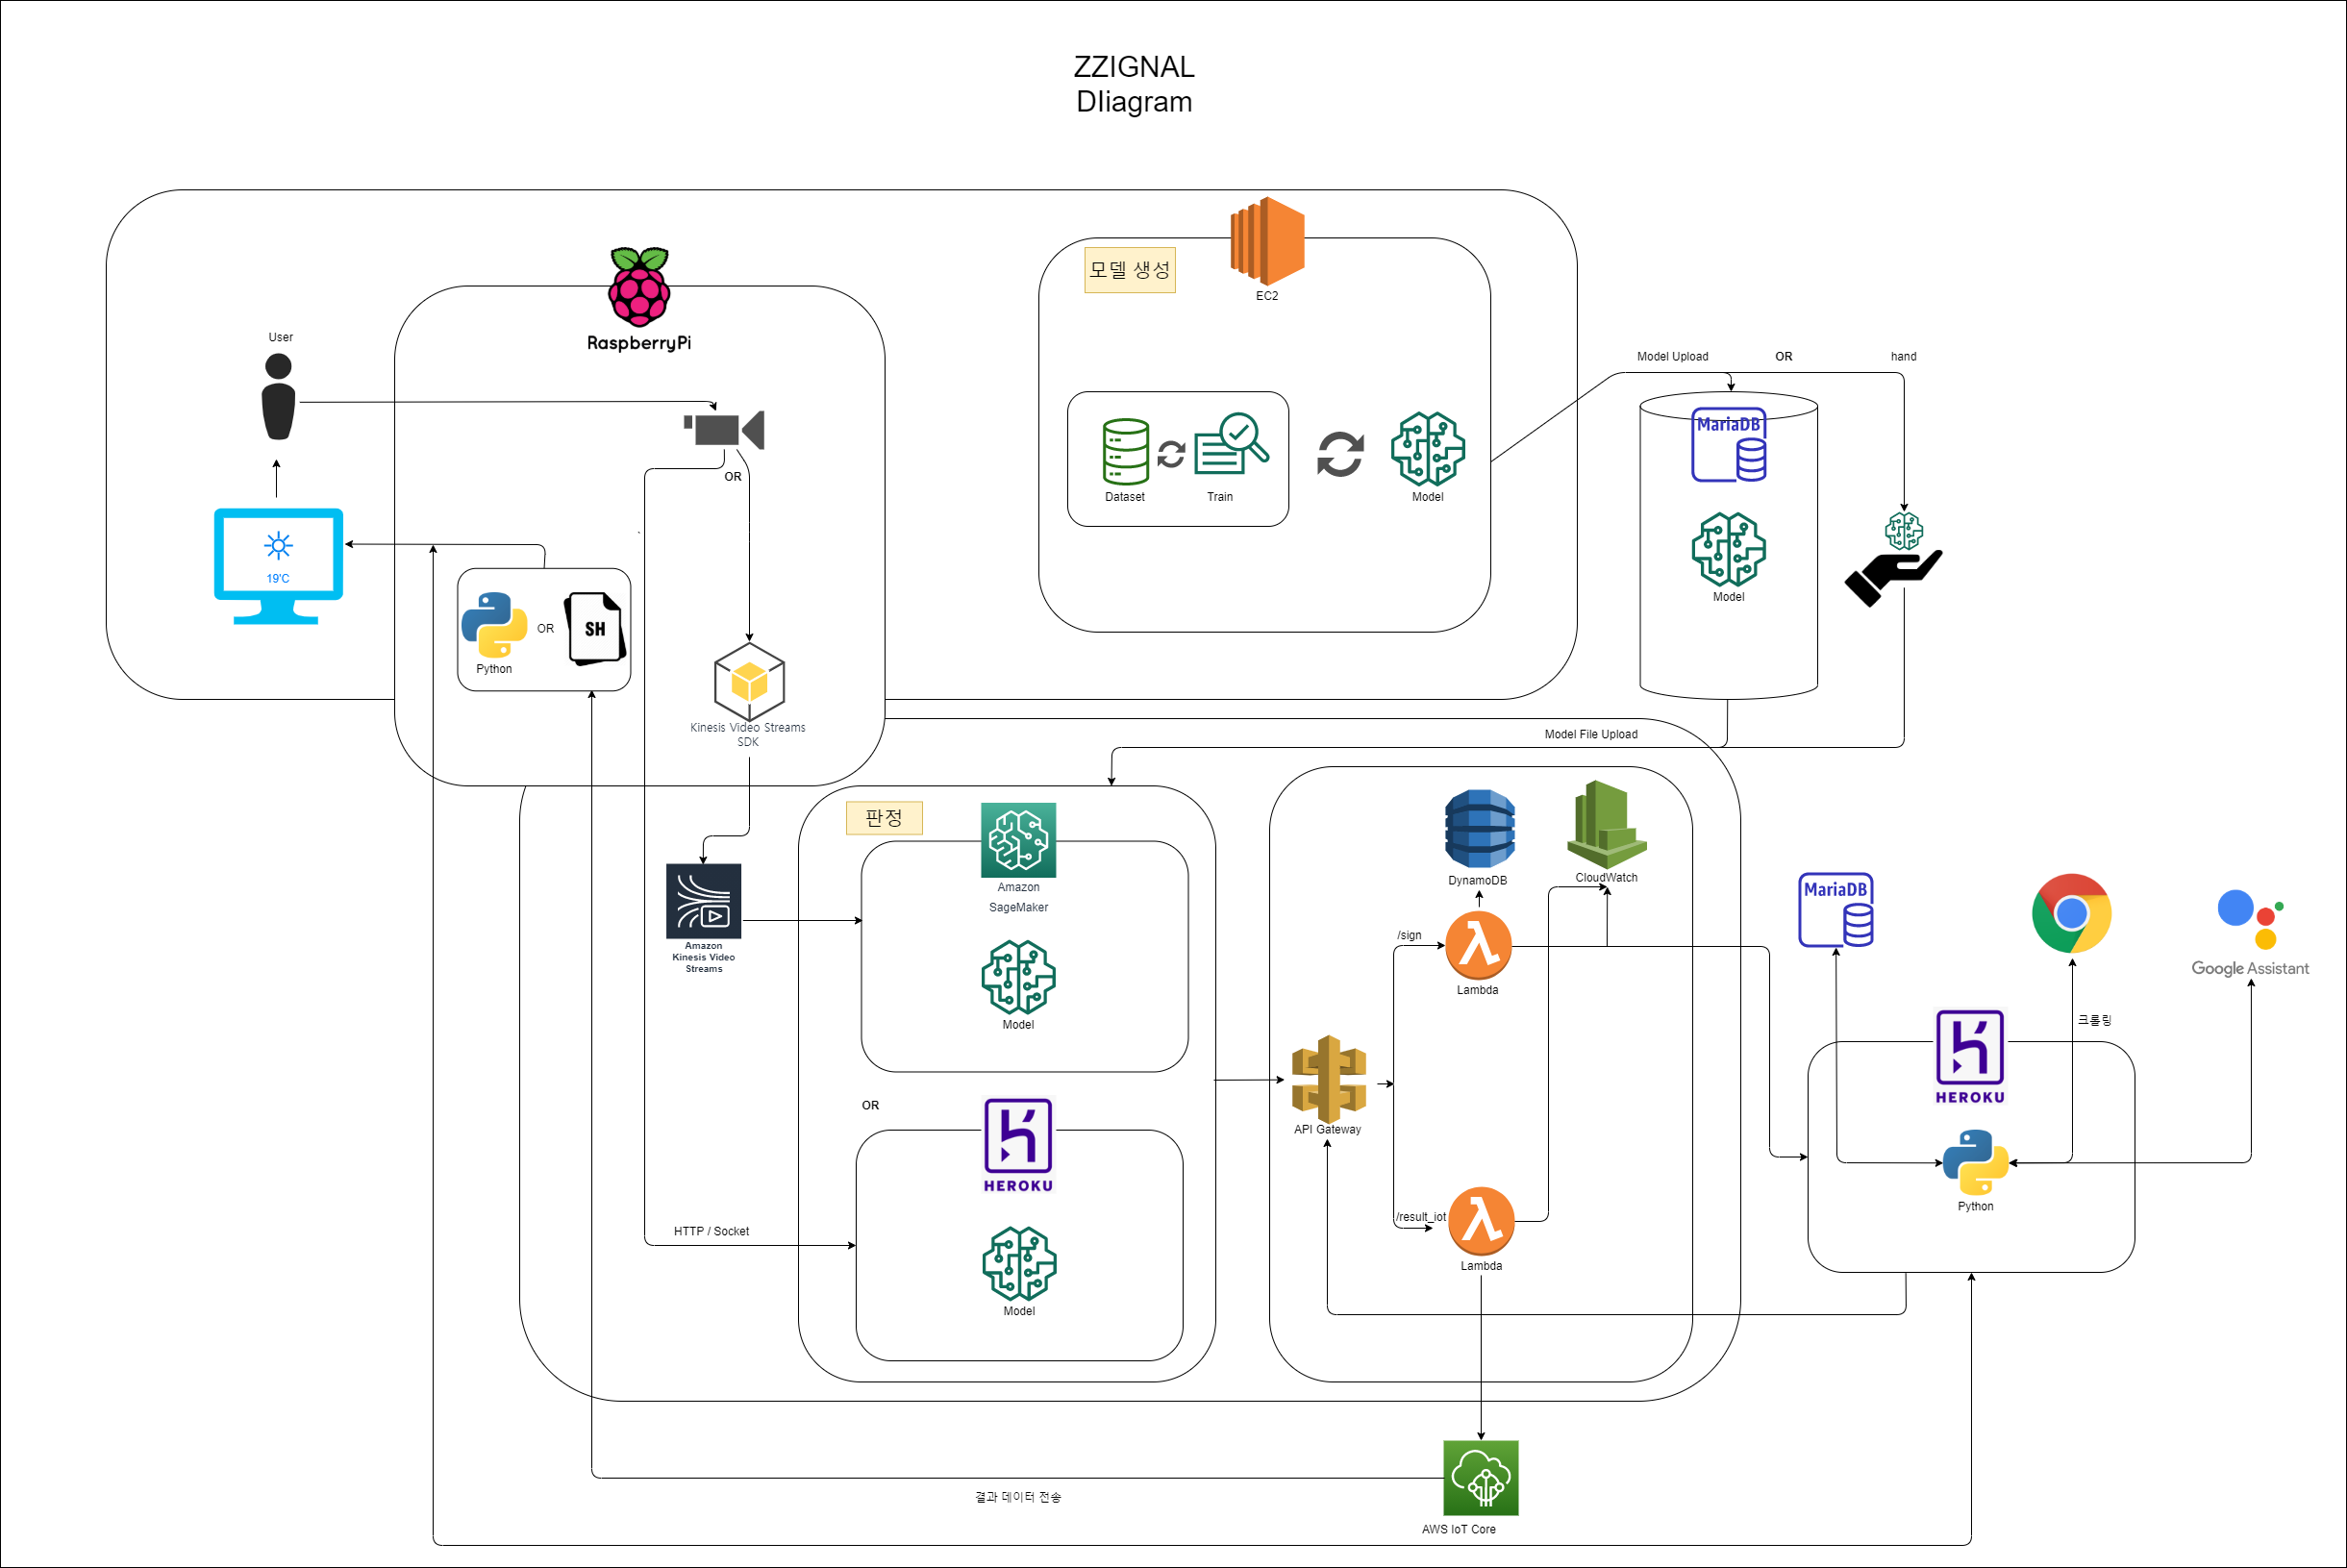 ZZIGNAL
DIiagram
모델 생성
EC2
RaspberryPi
User
Model Upload
OR
hand
MariaDB
OR
Dataset
Train
Model
19'C
Model
Python
OR
SH
Kinesis Video Streams
SDK
Model File Upload
판정
Amazon
SageMaker
DynamoDB
CloudWatch
MariaDB
Amazon
Kinesis Video
Streams
/sign
Google Assistant
Lambda
Model
크롤링
HEROKU
OR
API Gateway
HEROKU
Python
/result_iot
HTTP / Socket
Lambda
Model
결과 데이터 전송
AWS IoT Core